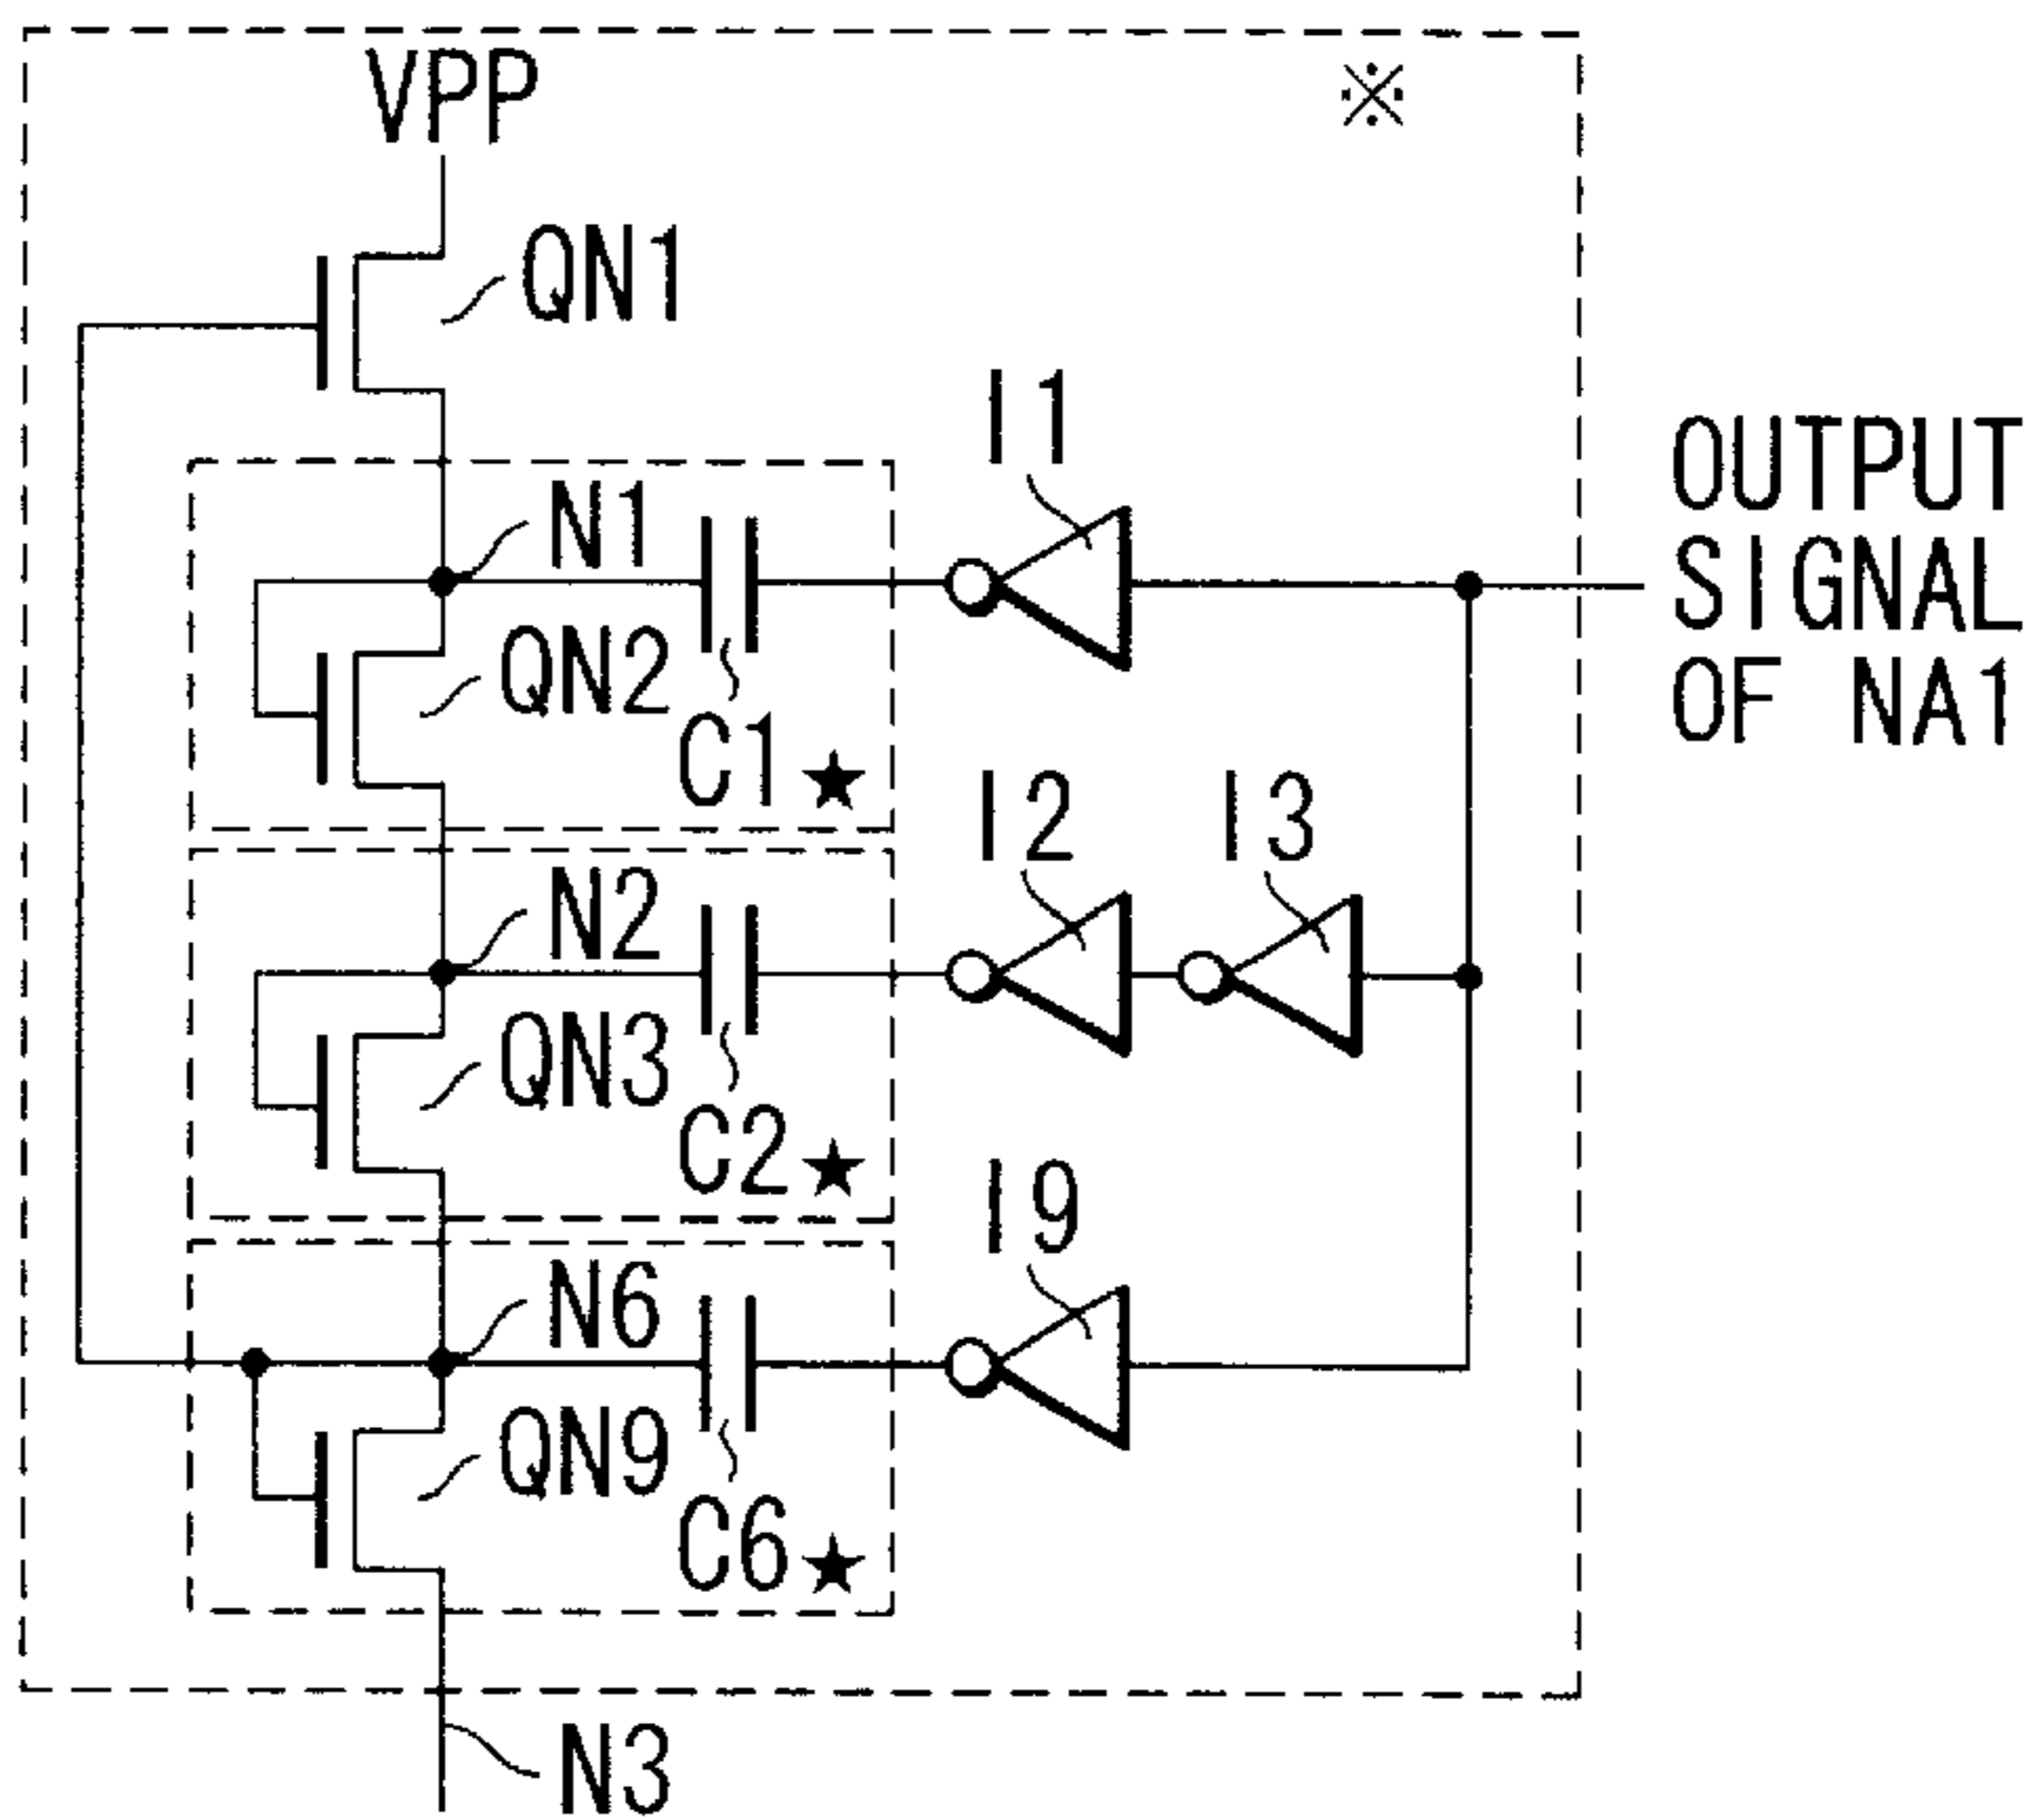 VPP
※
QN1
I1
OUTPUT
SIGNAL
OF NA1
N1
QN2
C1★
I2
I3
N2
QN3
C2★
I9
N6
QN9
C6★
N3